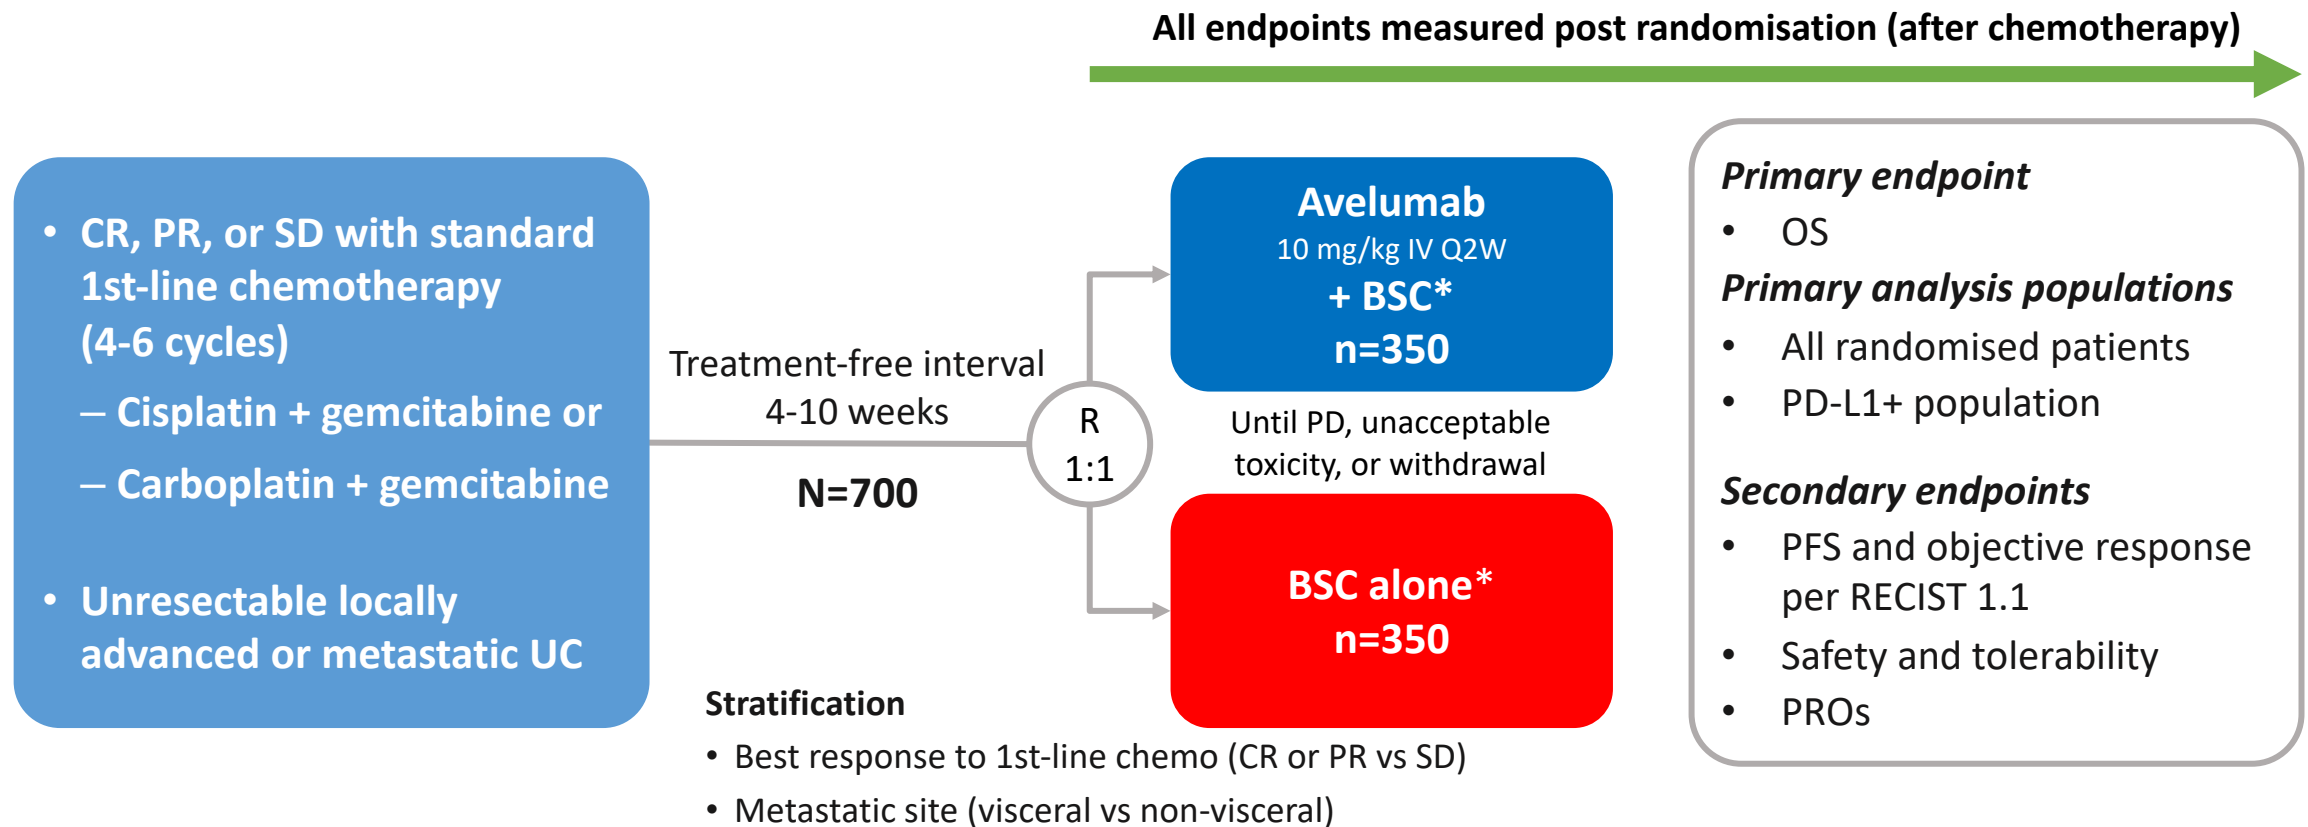 All endpoints measured post randomisation (after chemotherapy)
• CR, PR, or SD with standard
1st-line chemotherapy
(4-6 cycles)
– Cisplatin + gemcitabine or
– Carboplatin + gemcitabine
• Unresectable locally
advanced or metastatic UC
Treatment-free interval
4-10 weeks
N=700
R
1:1
Avelumab
10 mg/kg IV Q2W
+ BSC*
n=350
Until PD, unacceptable
toxicity, or withdrawal
BSC alone*
n=350
Stratification
• Best response to 1st-line chemo (CR or PR vs SD)
• Metastatic site (visceral vs non-visceral)
Primary endpoint
• OS
Primary analysis populations
• All randomised patients
• PD-L1+ population
Secondary endpoints
• PFS and objective response
per RECIST 1.1
• Safety and tolerability
• PROs